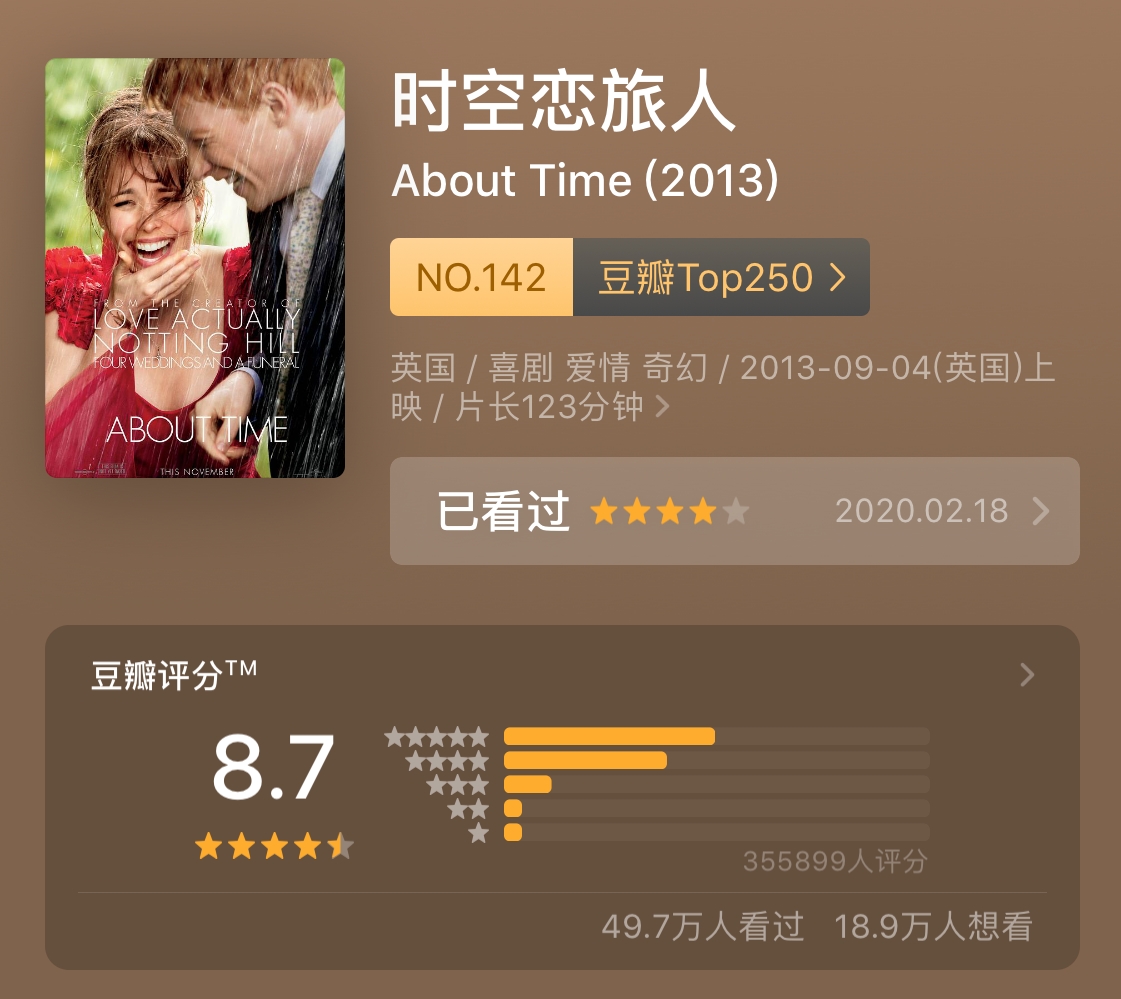 时空恋旅人
About Time (2013)
NO.142 豆瓣Top250
英国 / 喜剧 爱情 奇幻 / 2013-09-04(英国)上
映 / 片长123分钟
已看过 2020.02.18
FROM THE CREATOR OF
LOVE ACTUALLY
NOTTING HILL
FOUR WEDDINGS AND A FUNERAL
ABOUT TIME
THIS NOVEMBER
豆瓣评分™
8.7
355899人评分
49.7万人看过 18.9万人想看